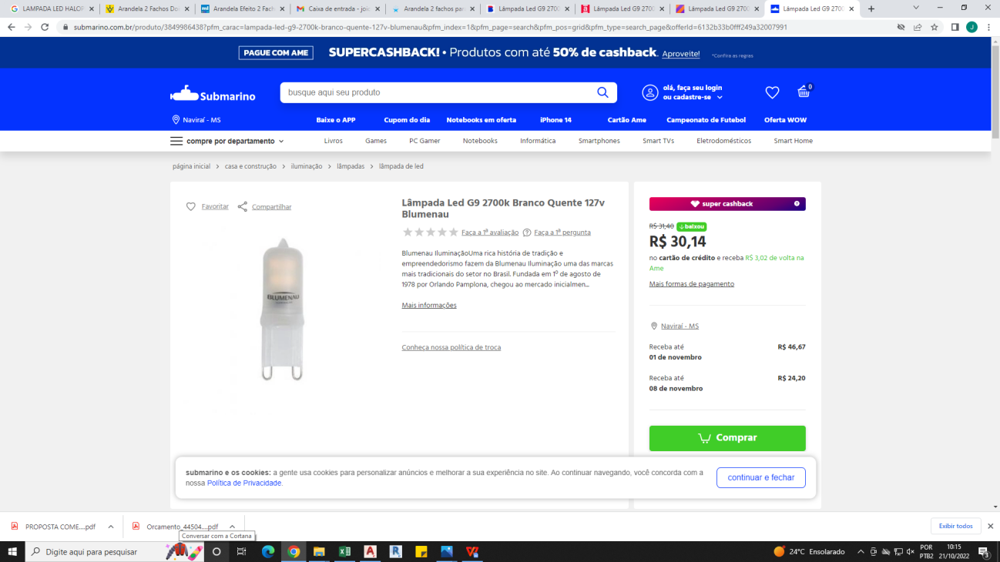 LAMPADA LED HALOP
Arandela 2 Fachos Do
Arandela Efeito 2 Fach
Caixa de entrada - joic
Arandela 2 fachos par
Lâmpada Led G9 2700
Lâmpada Led G9 2700
Lâmpada Led G9 2700
Lâmpada Led G9 2700
submarino.com.br/produto/3849986438?pfm_carac=lampada-led-g9-2700k-branco-quente-127v-blumenau&pfm_index=1&pfm_page=search&pfm_pos=grid&pfm_type=search_page&offerId=6132b33b0fff249a32007991
J
PAGUE COM AME
SUPERCASHBACK! • Produtos com até 50% de cashback. Aproveite! *Confira as regras
Submarino
busque aqui seu produto
olá, faça seu login
ou cadastre-se
0
Naviraí - MS
Baixe o APP
Cupom do dia
Notebooks em oferta
iPhone 14
Cartão Ame
Campeonato de Futebol
Oferta WOW
compre por departamento
Livros
Games
PC Gamer
Notebooks
Informática
Smartphones
Smart TVs
Eletrodomésticos
Smart Home
página inicial > casa e construção > iluminação > lâmpadas > lâmpada de led
Favoritar
Compartilhar
BLUMENAU
Lâmpada Led G9 2700k Branco Quente 127v
Blumenau
Faça a 1ª avaliação
Faça a 1ª pergunta
Blumenau IluminaçãoUma rica história de tradição e
empreendedorismo fazem da Blumenau Iluminação uma das marcas
mais tradicionais do setor no Brasil. Fundada em 1º de agosto de
1978 por Orlando Pamplona, chegou ao mercado inicialmen...
Mais informações
Conheça nossa política de troca
super cashback
R$ 31,40 baixou
R$ 30,14
no cartão de crédito e receba R$ 3,02 de volta na
Ame
Mais formas de pagamento
Naviraí - MS
Receba até R$ 46,67
01 de novembro
Receba até R$ 24,20
08 de novembro
Comprar
submarino e os cookies: a gente usa cookies para personalizar anúncios e melhorar a sua experiência no site. Ao continuar navegando, você concorda com a
nossa Política de Privacidade.
continuar e fechar
PROPOSTA COME....pdf
Orcamento_44504....pdf
Exibir todos
Conversar com a Cortana
Digite aqui para pesquisar
24°C Ensolarado
POR
PTB2
10:15
21/10/2022
3